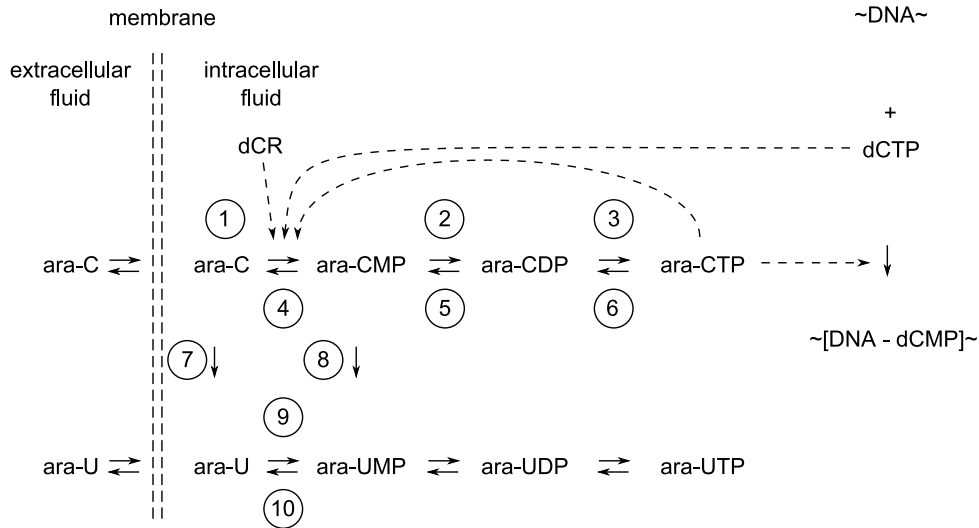 membrane
~DNA~
extracellular
fluid
intracellular
fluid
+
dCR
dCTP
1
2
3
ara-C
ara-C
ara-CMP
ara-CDP
ara-CTP
4
5
6
~[DNA - dCMP]~
7
8
9
ara-U
ara-U
ara-UMP
ara-UDP
ara-UTP
10